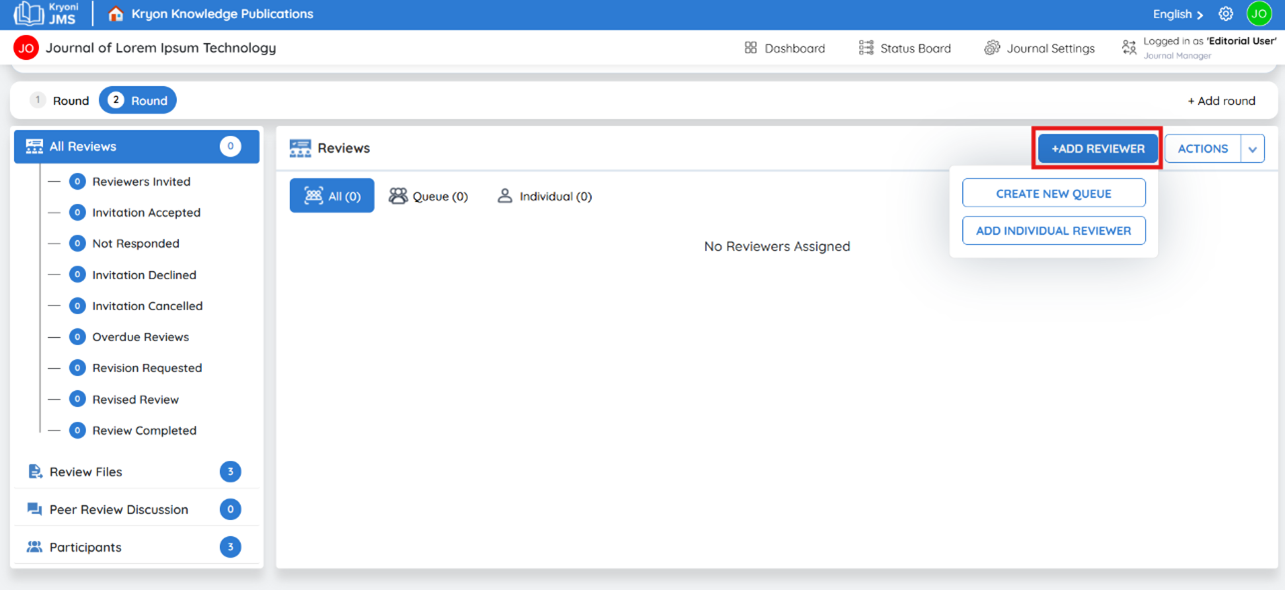 Kryoni JMS
Kryon Knowledge Publications
English >
JO
JO
Journal of Lorem Ipsum Technology
Dashboard
Status Board
Journal Settings
Logged in as 'Editorial User'
Journal Manager
1 Round
2 Round
+ Add round
All Reviews 0
0 Reviewers Invited
0 Invitation Accepted
0 Not Responded
0 Invitation Declined
0 Invitation Cancelled
0 Overdue Reviews
0 Revision Requested
0 Revised Review
0 Review Completed
Review Files 3
Peer Review Discussion 0
Participants 3
Reviews
+ADD REVIEWER
ACTIONS
All (0)
Queue (0)
Individual (0)
CREATE NEW QUEUE
ADD INDIVIDUAL REVIEWER
No Reviewers Assigned